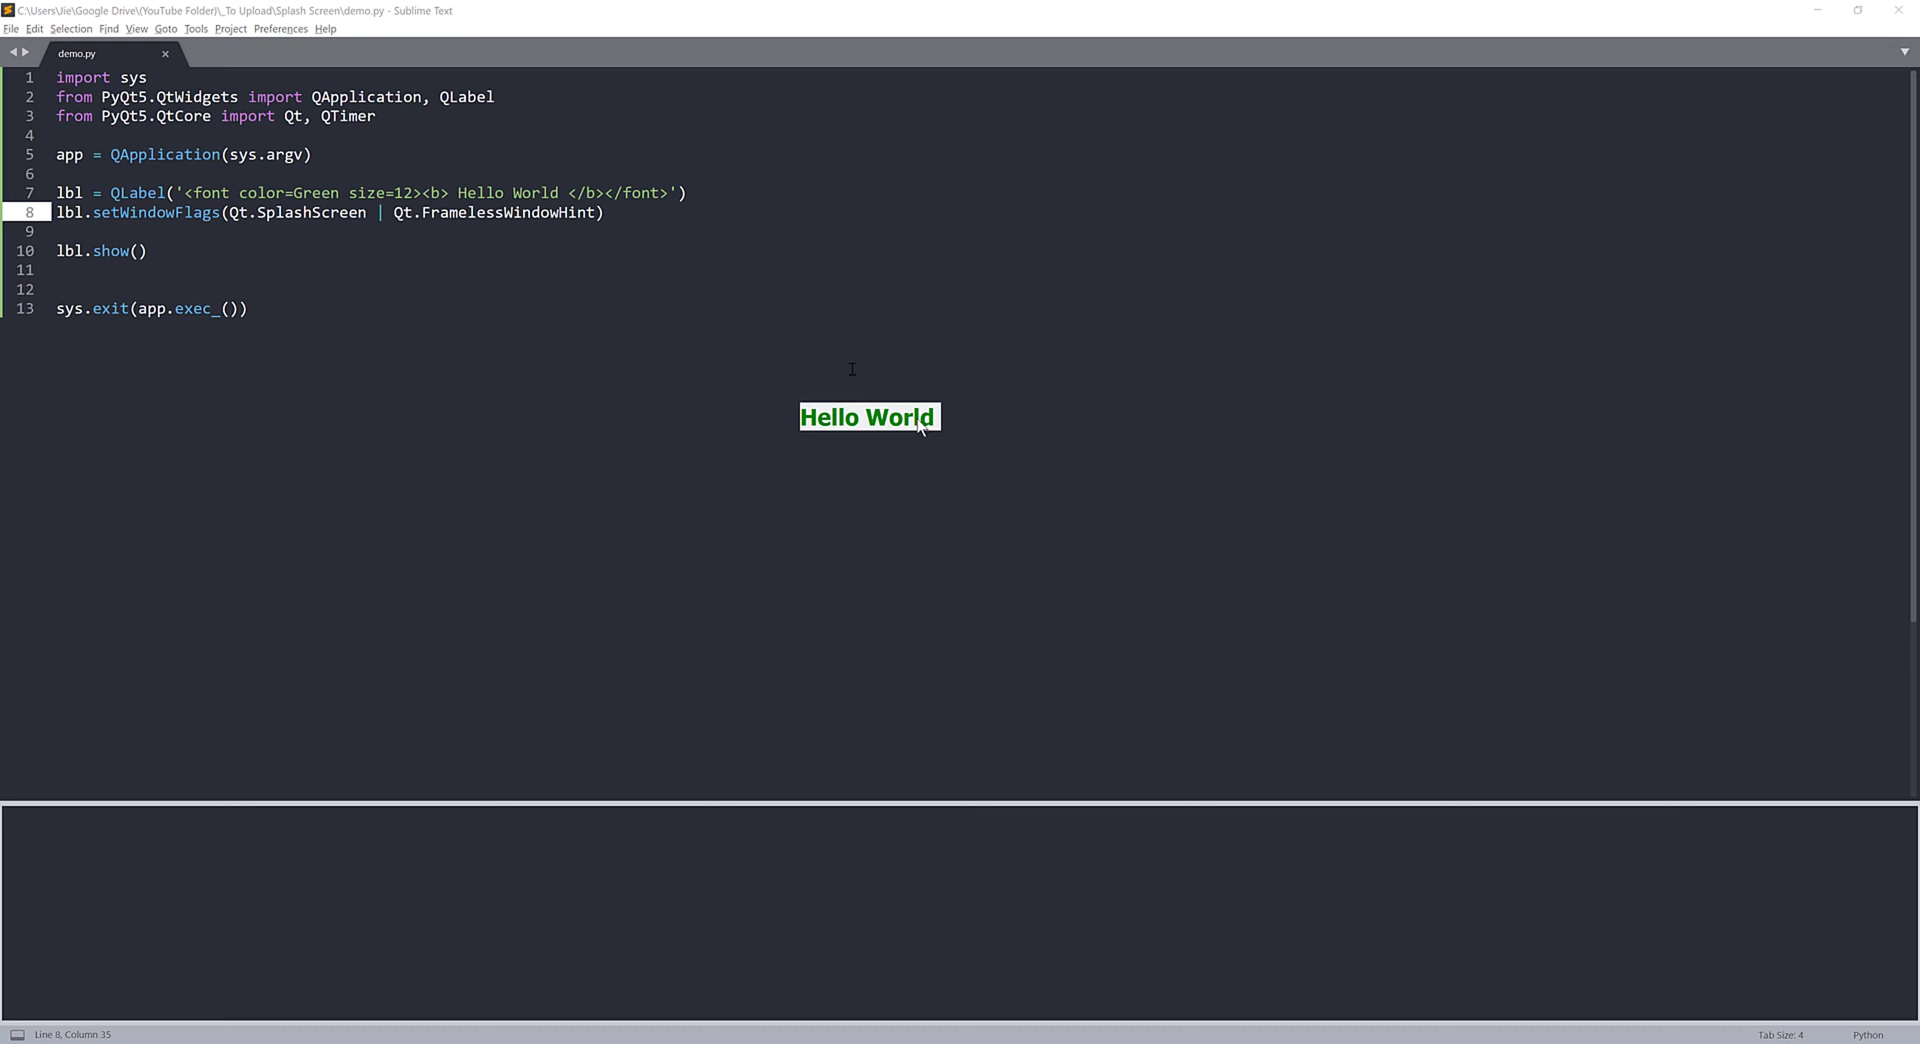 C:\Users\Jie\Google Drive\(YouTube Folder)\_To Upload\Splash Screen\demo.py - Sublime Text
File Edit Selection Find View Goto Tools Project Preferences Help
demo.py
1 import sys
2 from PyQt5.QtWidgets import QApplication, QLabel
3 from PyQt5.QtCore import Qt, QTimer
4
5 app = QApplication(sys.argv)
6
7 lbl = QLabel('<font color=Green size=12><b> Hello World </b></font>')
8 lbl.setWindowFlags(Qt.SplashScreen | Qt.FramelessWindowHint)
9
10 lbl.show()
11
12
13 sys.exit(app.exec_())
Hello World
Line 8, Column 35 Tab Size: 4 Python